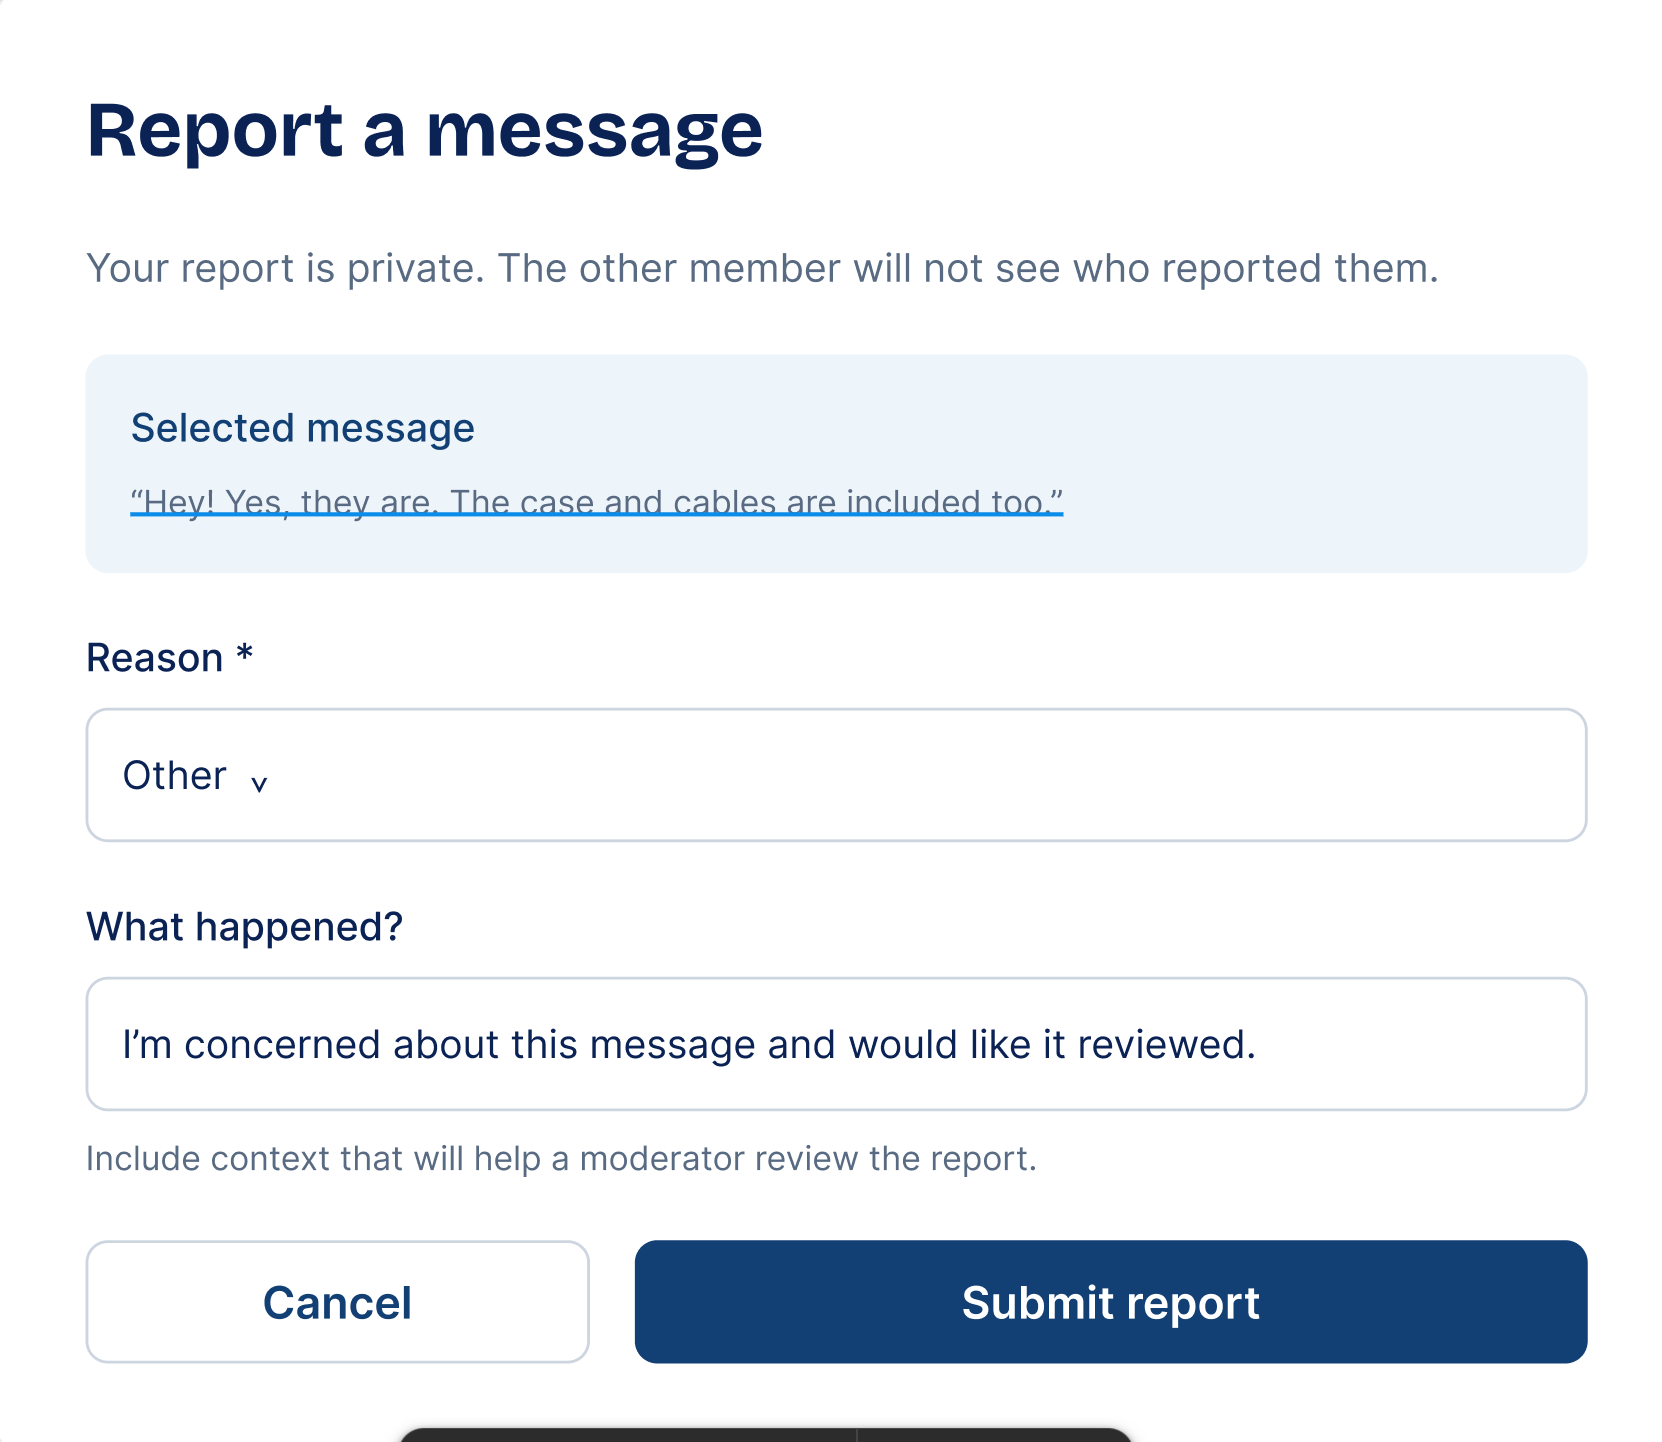 Report a message
Your report is private. The other member will not see who reported them.
Selected message
“Hey! Yes, they are. The case and cables are included too.”
Reason *
Other v
What happened?
I’m concerned about this message and would like it reviewed.
Include context that will help a moderator review the report.
Cancel
Submit report